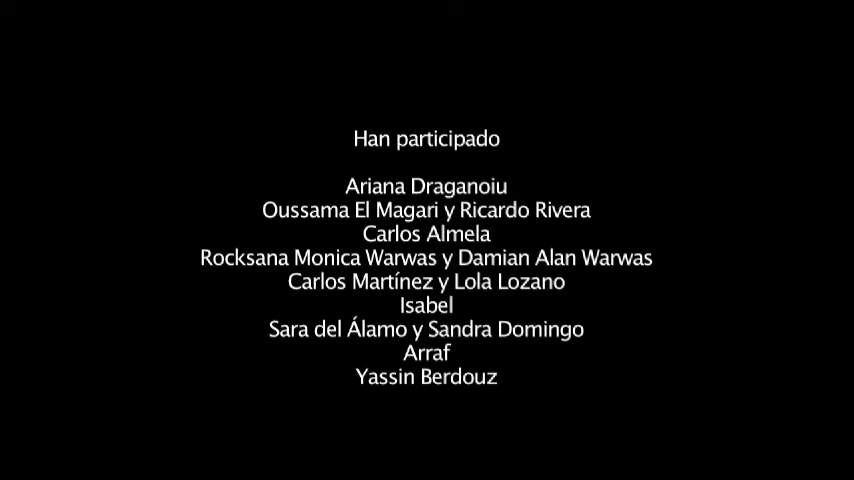 Han participado
Ariana Draganoiu
Oussama El Magari y Ricardo Rivera
Carlos Almela
Rocksana Monica Warwas y Damian Alan Warwas
Carlos Martínez y Lola Lozano
Isabel
Sara del Álamo y Sandra Domingo
Arraf
Yassin Berdouz